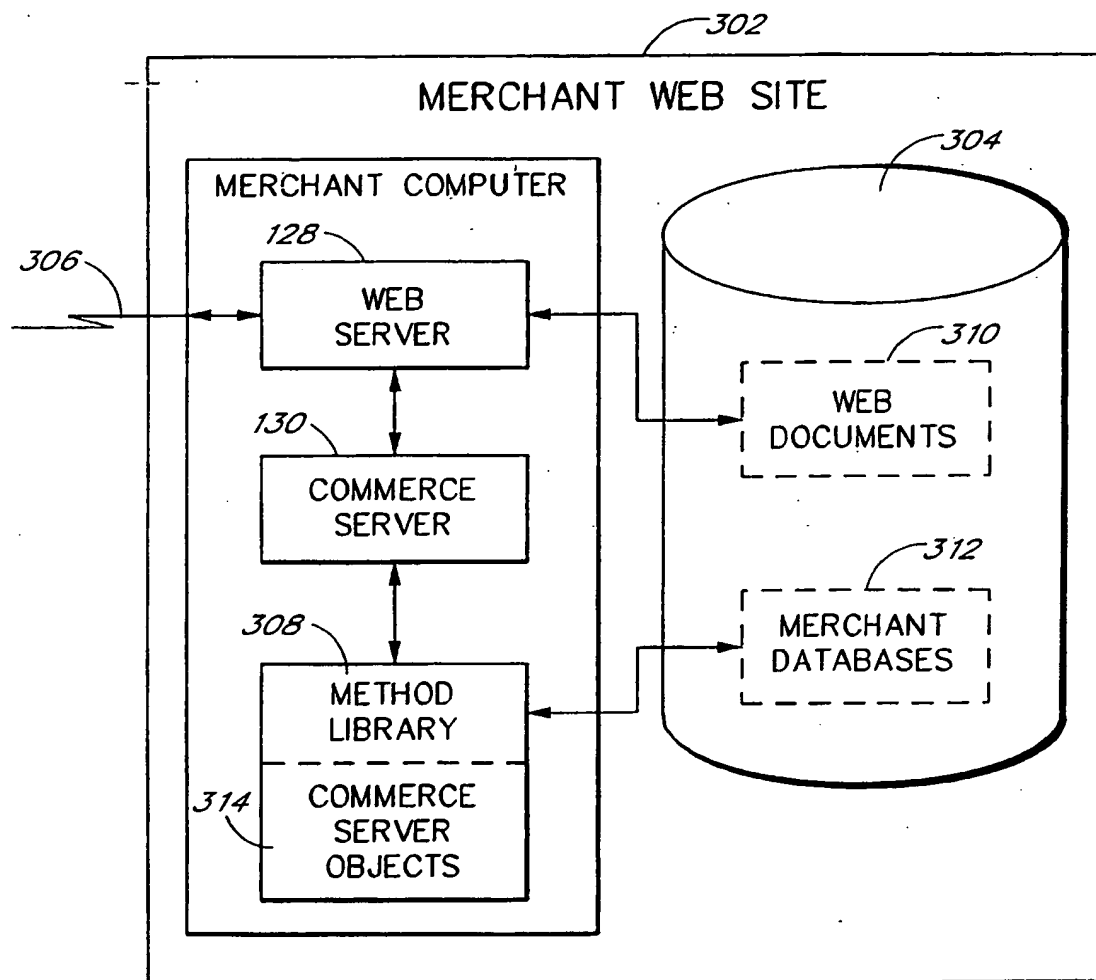 302
MERCHANT WEB SITE
304
MERCHANT COMPUTER
128
306
WEB
SERVER
310
WEB
DOCUMENTS
130
COMMERCE
SERVER
312
MERCHANT
DATABASES
308
METHOD
LIBRARY
314
COMMERCE
SERVER
OBJECTS